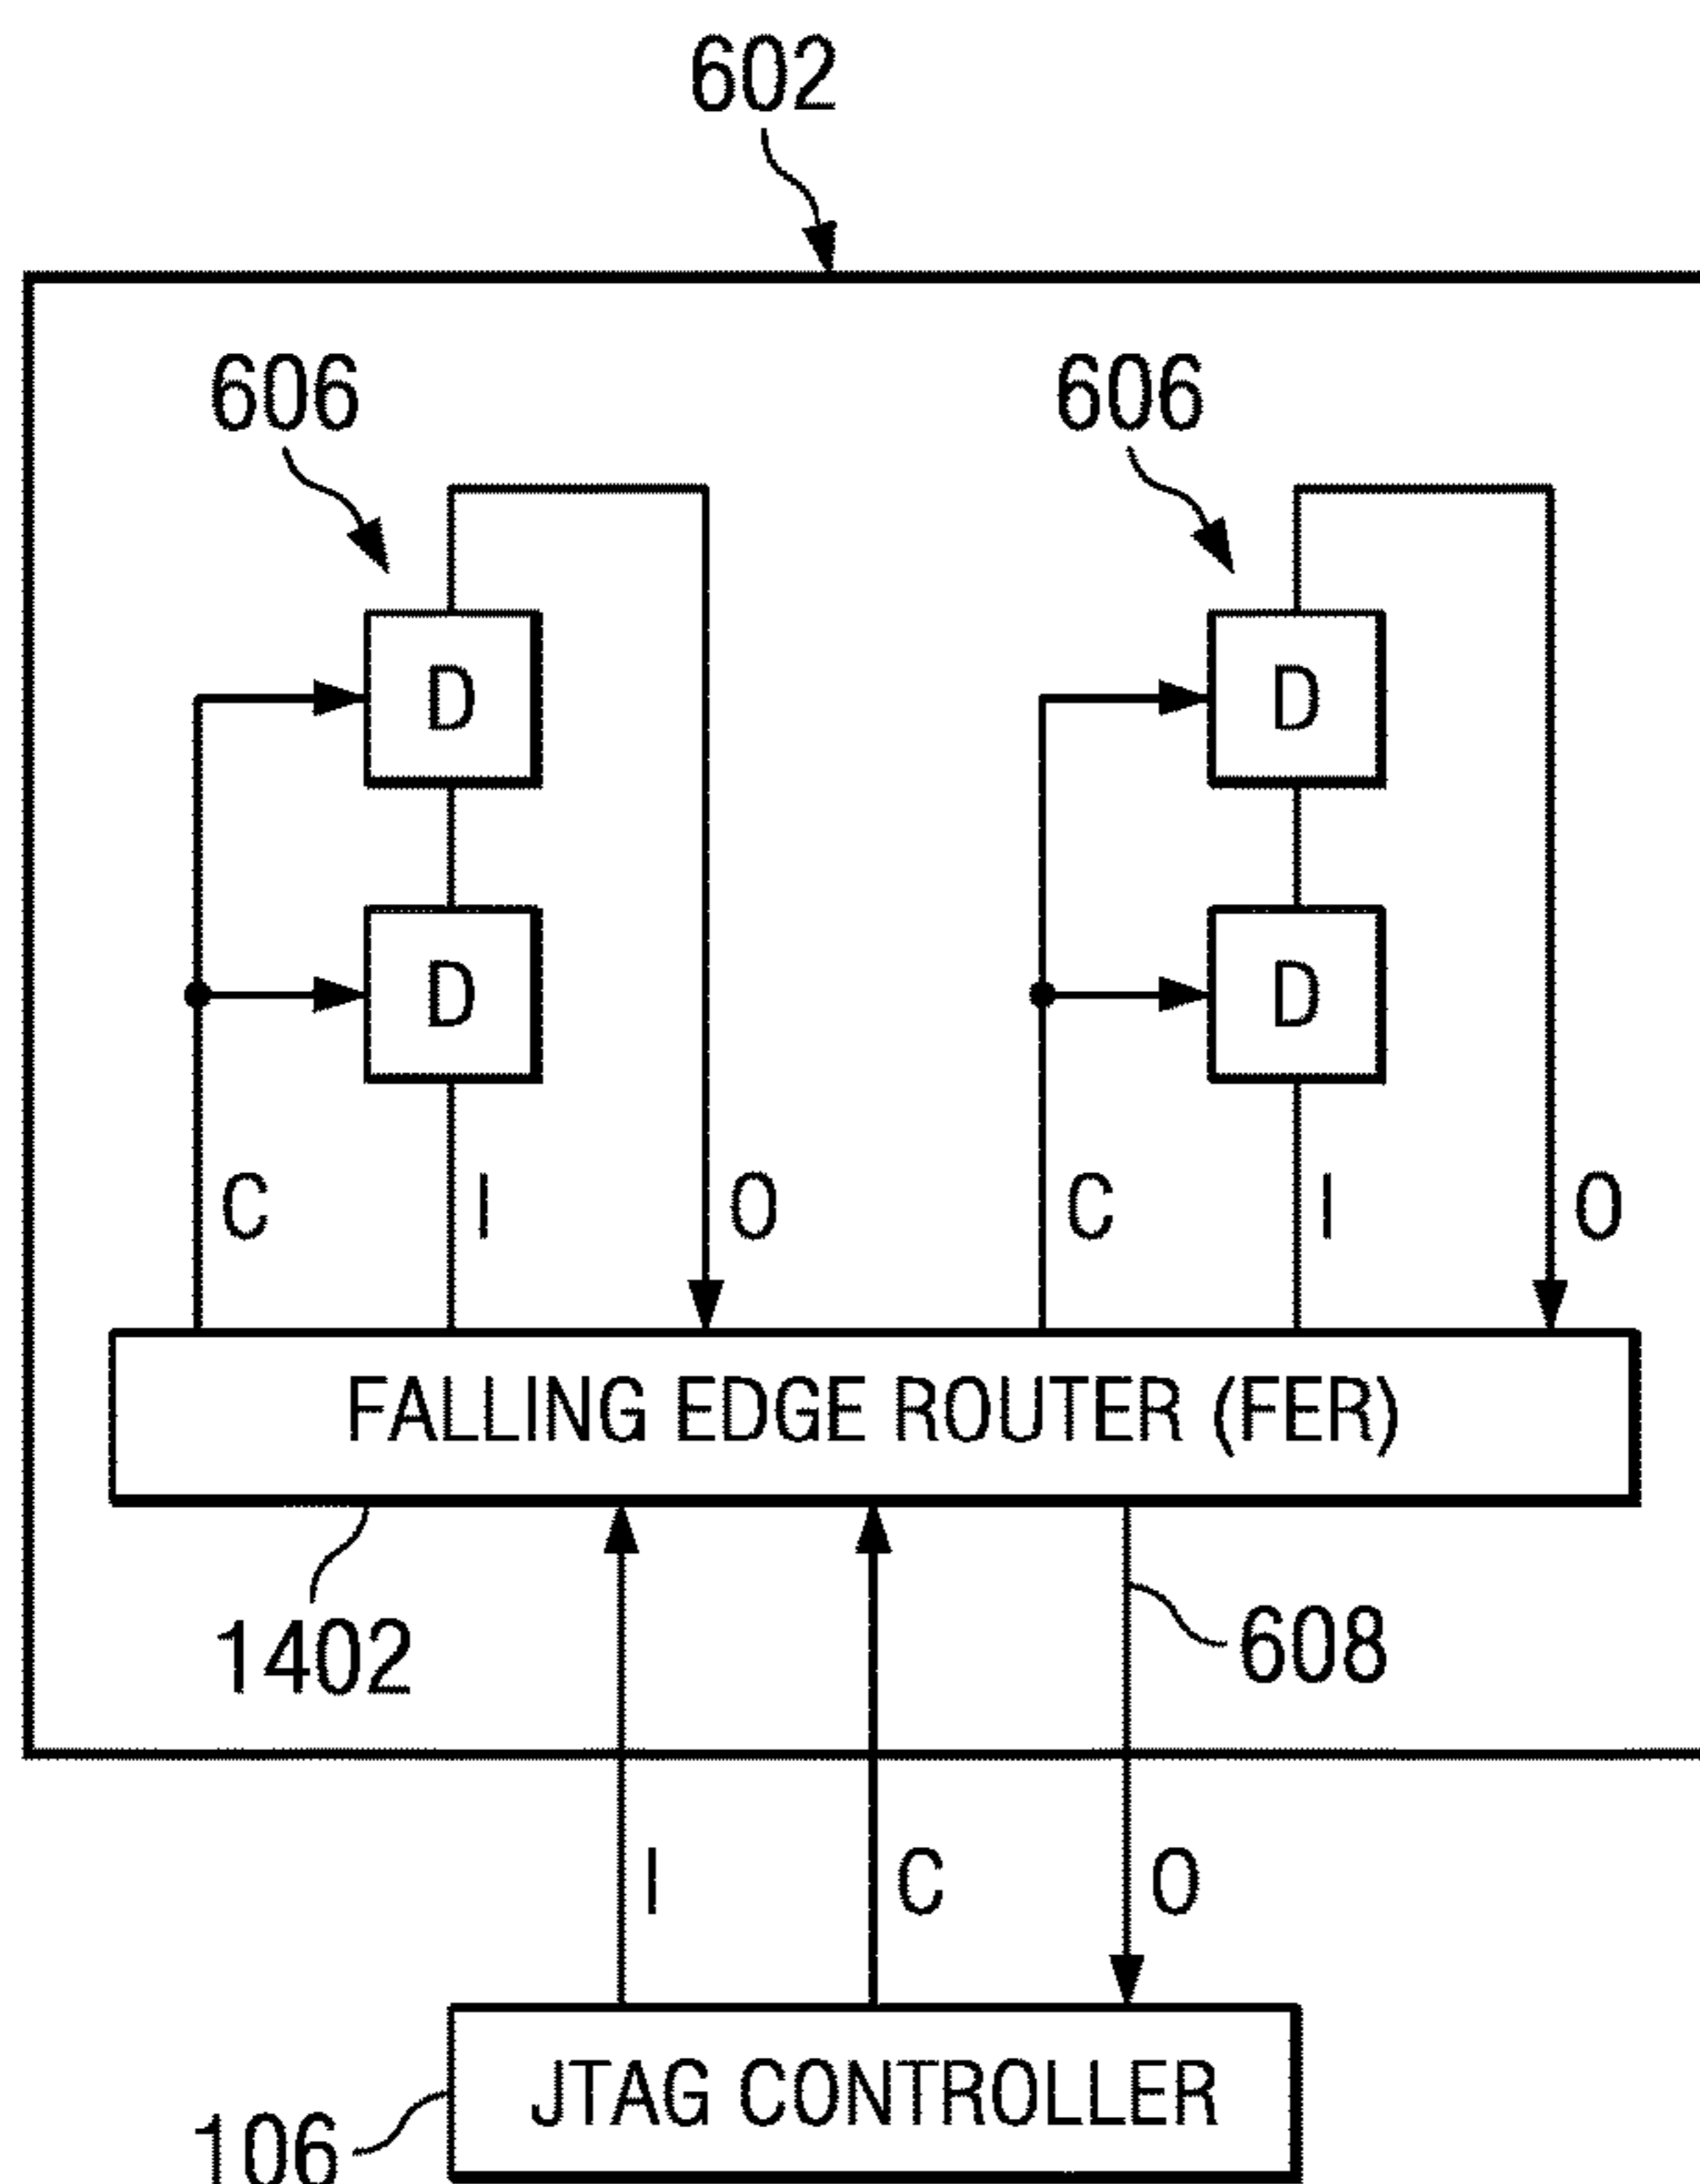 602
606 606
D D
D D
C I O C I O
FALLING EDGE ROUTER (FER)
1402 608
I C O
JTAG CONTROLLER
106